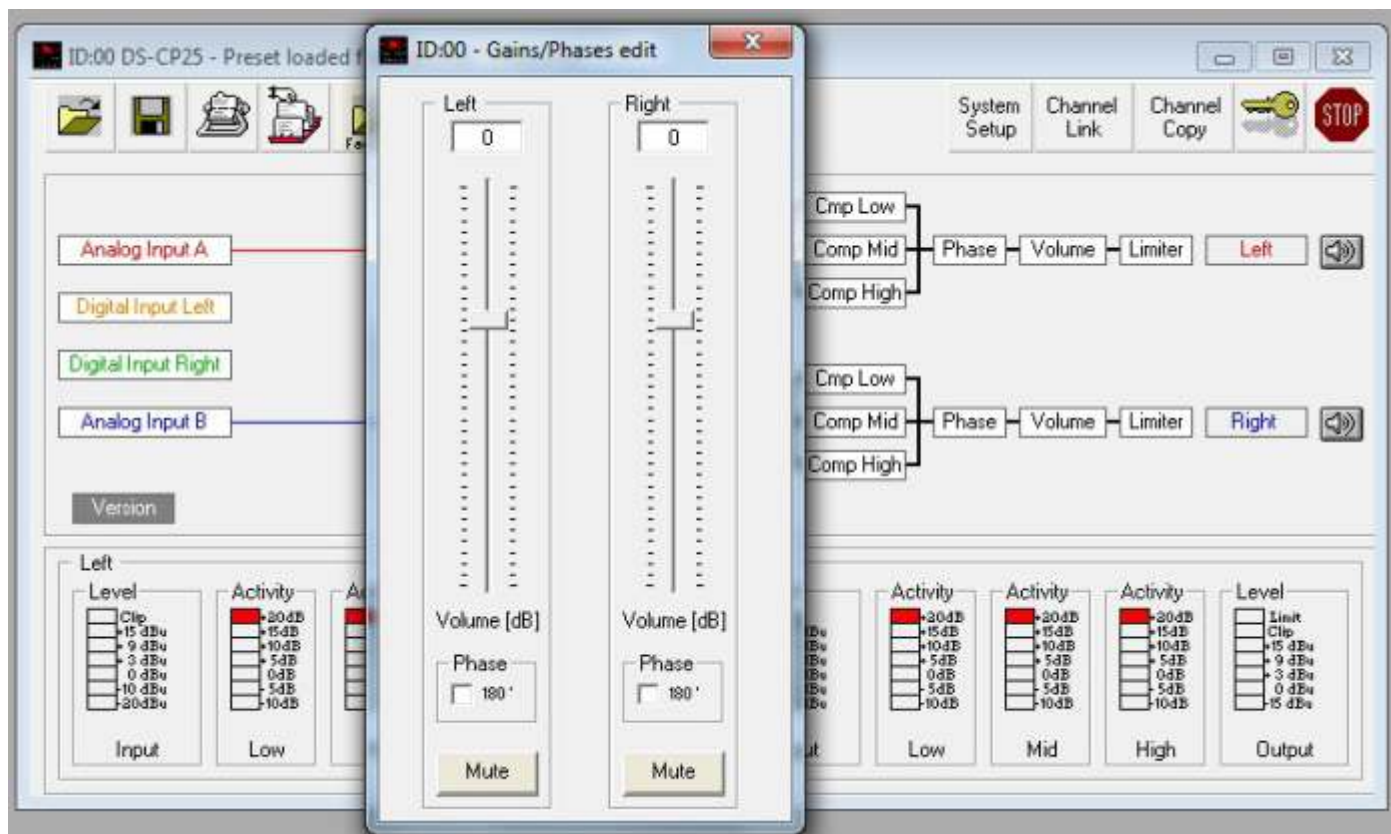 ID:00 DS-CP25 - Preset loaded f
ID:00 - Gains/Phases edit
System Setup
Channel Link
Channel Copy
STOP
Left
0
Right
0
Analog Input A
Digital Input Left
Digital Input Right
Analog Input B
Version
Cmp Low
Comp Mid
Comp High
Phase
Volume
Limiter
Left
Cmp Low
Comp Mid
Comp High
Phase
Volume
Limiter
Right
Volume [dB]
Volume [dB]
Phase
180 °
Phase
180 °
Mute
Mute
Left
Level
Clip
+15 dBu
+ 9 dBu
+ 3 dBu
0 dBu
-10 dBu
-20dBu
Input
Activity
+20dB
+15dB
+10dB
+ 5dB
0dB
- 5dB
-10dB
Low
Activity
+20dB
+15dB
+10dB
+ 5dB
0dB
- 5dB
-10dB
Low
Activity
+20dB
+15dB
+10dB
+ 5dB
0dB
- 5dB
-10dB
Mid
Activity
+20dB
+15dB
+10dB
+ 5dB
0dB
- 5dB
-10dB
High
Level
Limit
Clip
+15 dBu
+ 9 dBu
+ 3 dBu
0 dBu
-15 dBu
Output